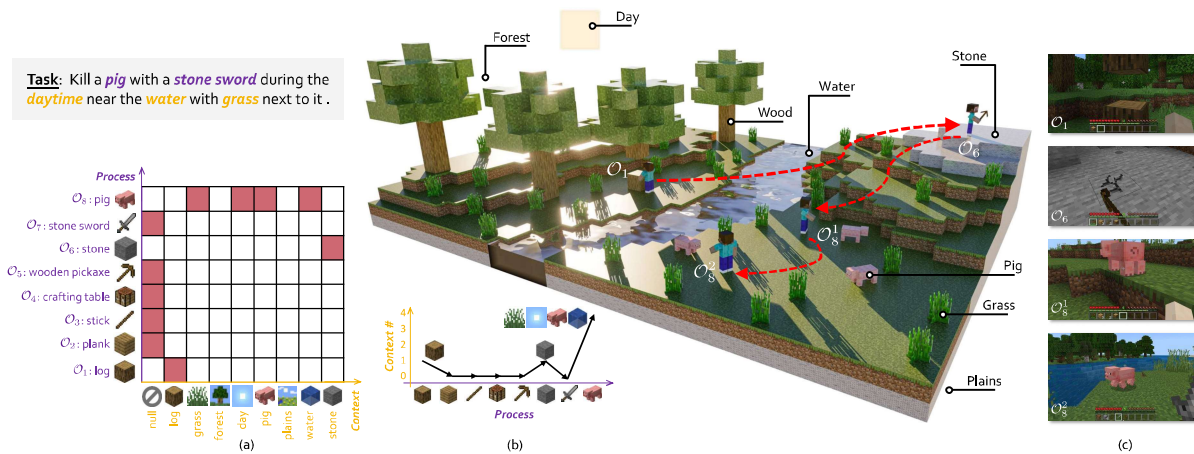 Task: Kill a pig with a stone sword during the
daytime near the water with grass next to it .
Process
O₈ : pig
O₇ : stone sword
O₆ : stone
O₅ : wooden pickaxe
O₄ : crafting table
O₃ : stick
O₂ : plank
O₁ : log
null
log
grass
forest
day
pig
plains
water
stone
Context
(a)
Day
Forest
Stone
Water
Wood
O₁
O₆
O₈¹
O₈²
Pig
Grass
Plains
Context #
4
3
2
1
0
Process
(b)
O₁
O₆
O₈¹
O₈²
(c)